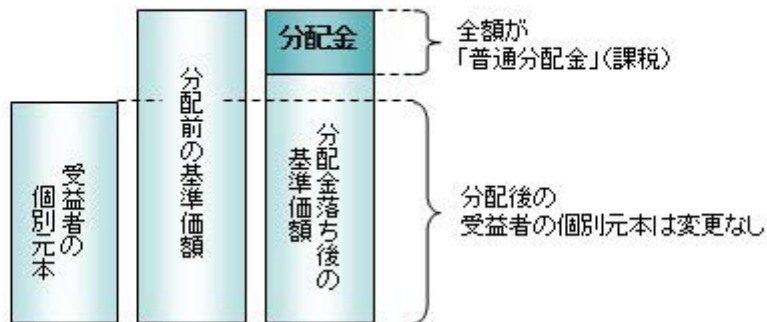 受益者の
個別元本
分配前の基準価額
分配金
分配金落ち後の
基準価額
全額が
「普通分配金」(課税)
分配後の
受益者の個別元本は変更なし